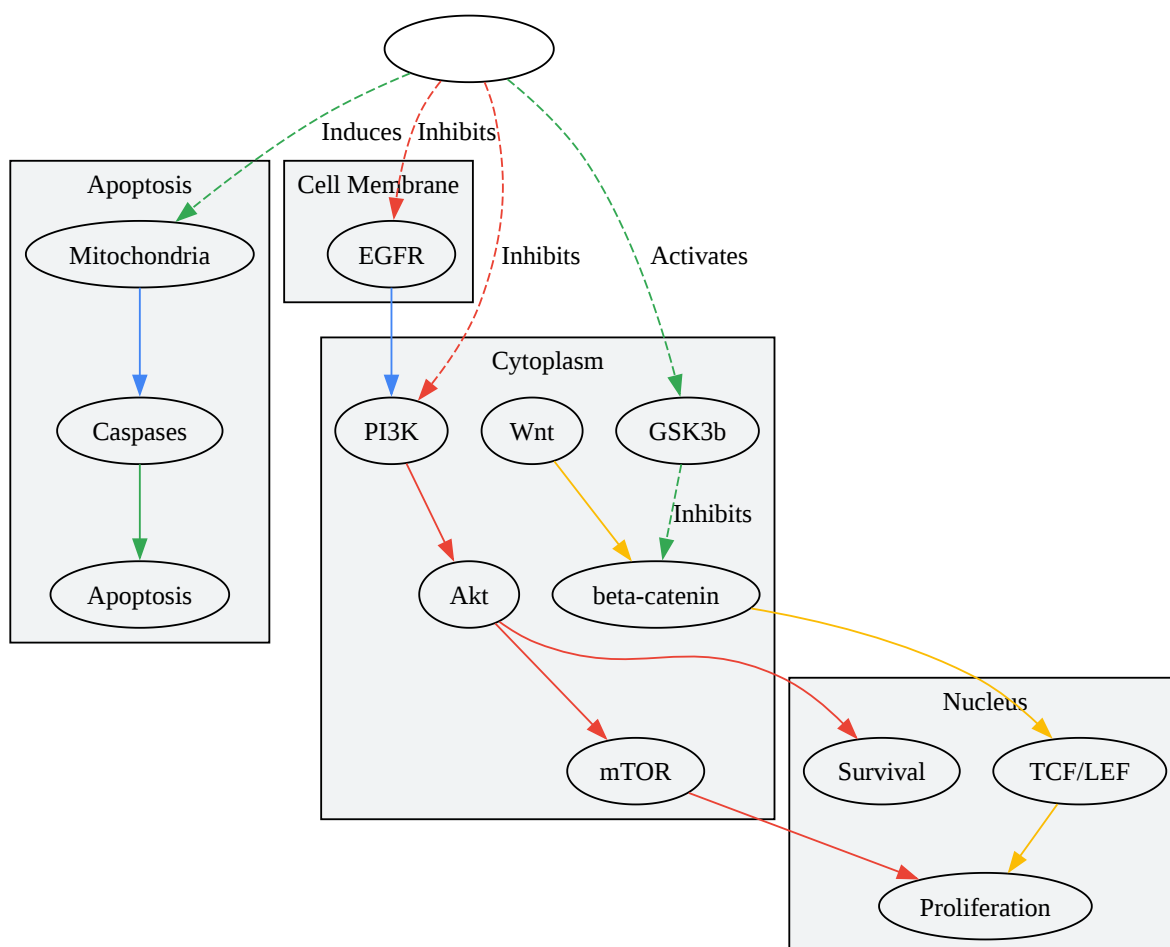 Induces
Inhibits
Apoptosis
Cell Membrane
Mitochondria
EGFR
Inhibits
Activates
Cytoplasm
Caspases
PI3K
Wnt
GSK3b
Inhibits
Apoptosis
Akt
beta-catenin
Nucleus
mTOR
Survival
TCF/LEF
Proliferation